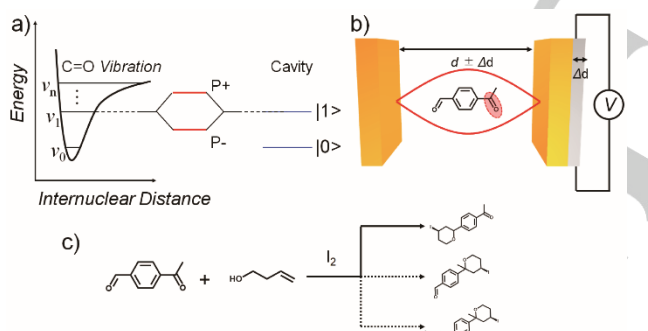 a)
Energy
C=O Vibration
vn
v1
v0
P+
P-
Cavity
|1>
|0>
Internuclear Distance
b)
d ± Δd
Δd
V
O
O
c)
O
O
+
HO
I2